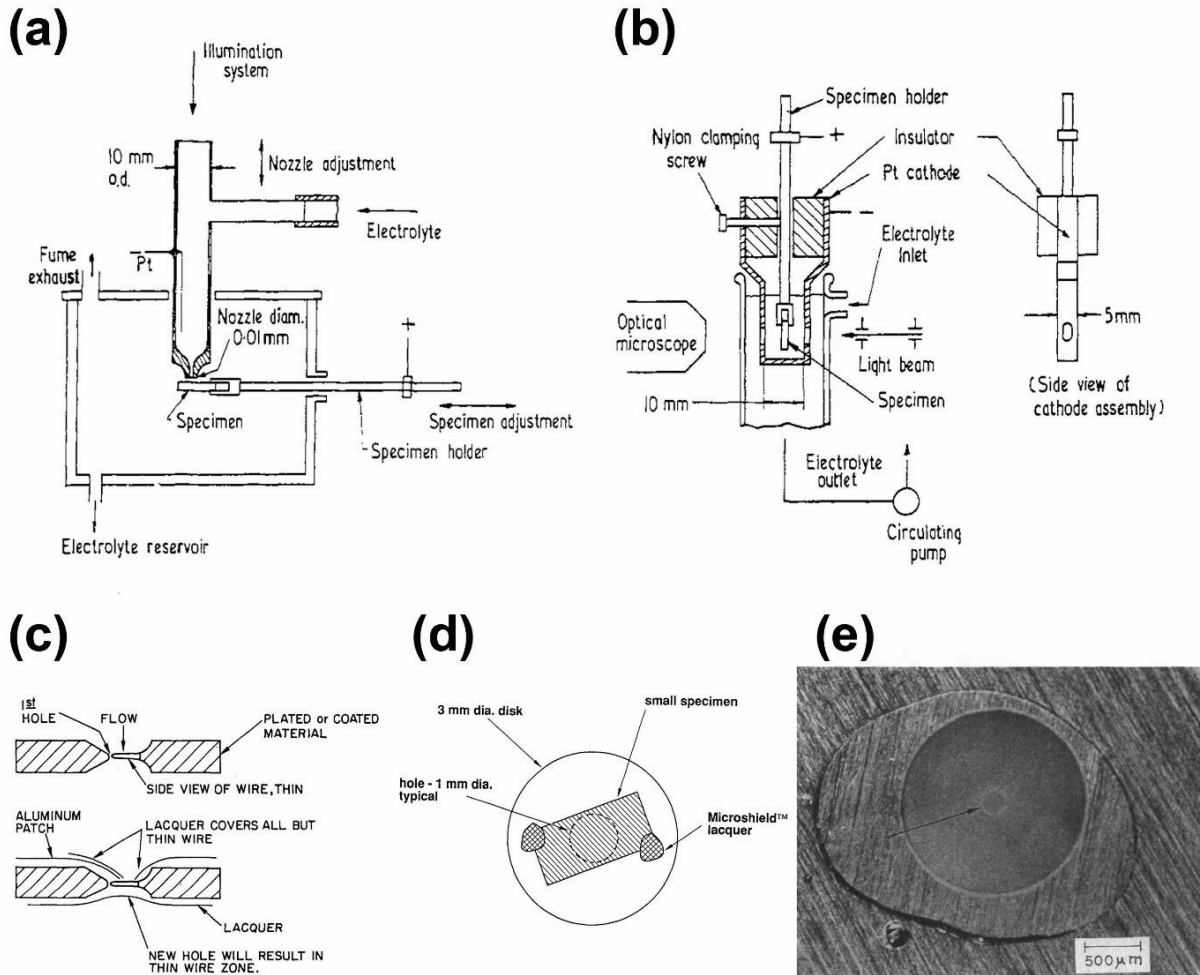 (a)
Illumination
system
10 mm
o.d.
Nozzle adjustment
Electrolyte
Fume
exhaust
Pt
Nozzle diam.
0·01mm
+
Specimen
Specimen adjustment
Specimen holder
Electrolyte reservoir
(b)
Specimen holder
Nylon clamping
screw
+
Insulator
Pt cathode
Electrolyte
inlet
Optical
microscope
Light beam
5mm
10 mm
Specimen
(Side view of
cathode assembly)
Electrolyte
outlet
Circulating
pump
(c)
1st
HOLE
FLOW
PLATED or COATED
MATERIAL
SIDE VIEW OF WIRE, THIN
ALUMINUM
PATCH
LACQUER COVERS ALL BUT
THIN WIRE
LACQUER
NEW HOLE WILL RESULT IN
THIN WIRE ZONE.
(d)
3 mm dia. disk
small specimen
hole - 1 mm dia.
typical
Microshield™
lacquer
(e)
500μm